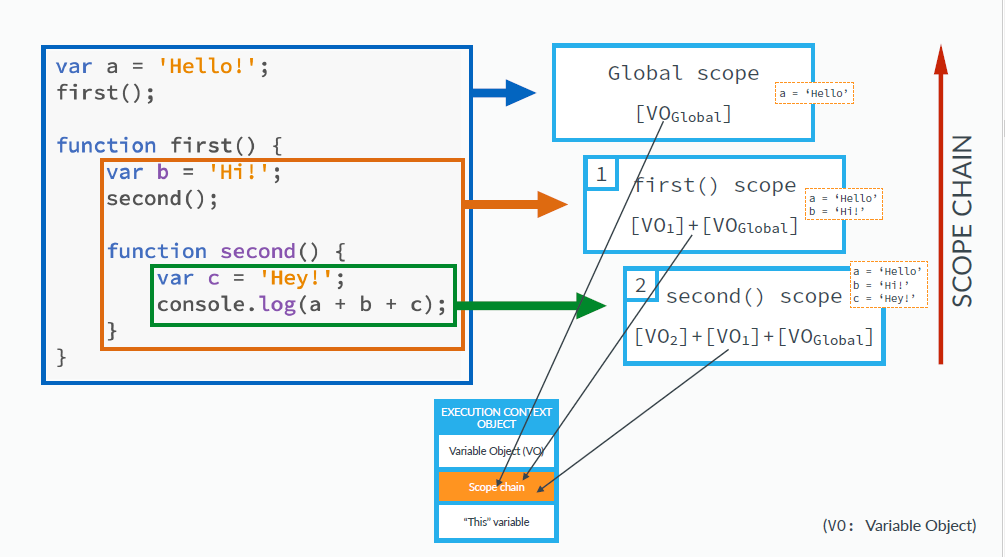 var a = 'Hello!';
first();
function first() {
var b = 'Hi!';
second();
function second() {
var c = 'Hey!';
console.log(a + b + c);
}
}
Global scope
[VOGlobal]
a = ‘Hello’
1
first() scope
[VO1]+[VOGlobal]
a = ‘Hello’
b = ‘Hi!’
2
second() scope
[VO2]+[VO1]+[VOGlobal]
a = ‘Hello’
b = ‘Hi!’
c = ‘Hey!’
SCOPE CHAIN
EXECUTION CONTEXT
OBJECT
Variable Object (VO)
Scope chain
“This” variable
(VO: Variable Object)